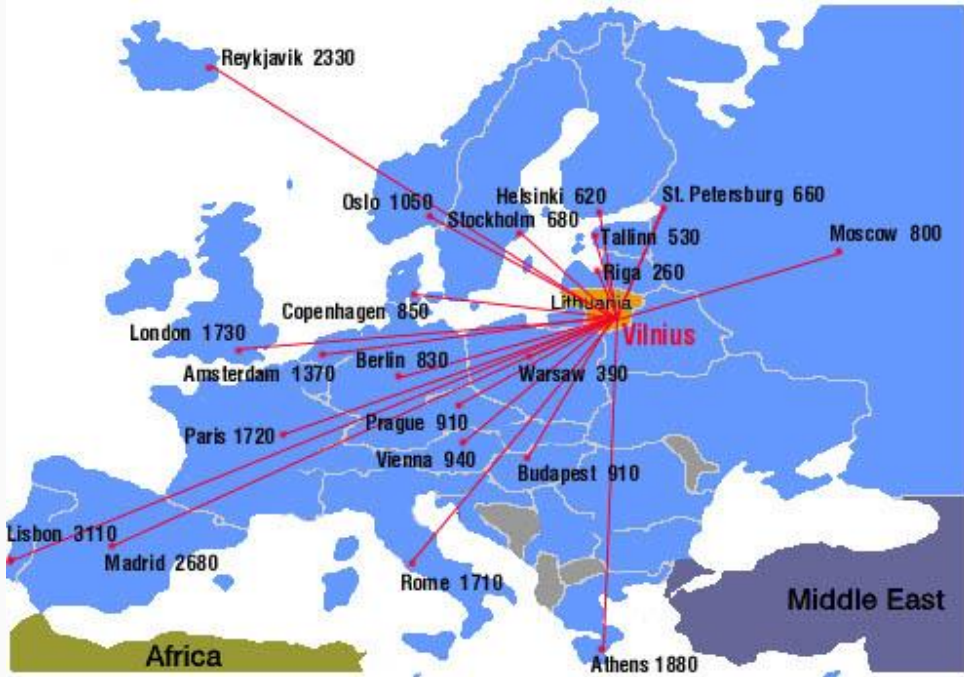 Reykjavik 2330
Oslo 1050
Helsinki 620
St. Petersburg 660
Stockholm 680
Tallinn 530
Moscow 800
Riga 260
Lithuania
Copenhagen 850
London 1730
Vilnius
Berlin 830
Amsterdam 1370
Warsaw 390
Prague 910
Paris 1720
Vienna 940
Budapest 910
Lisbon 3110
Madrid 2680
Rome 1710
Middle East
Africa
Athens 1880